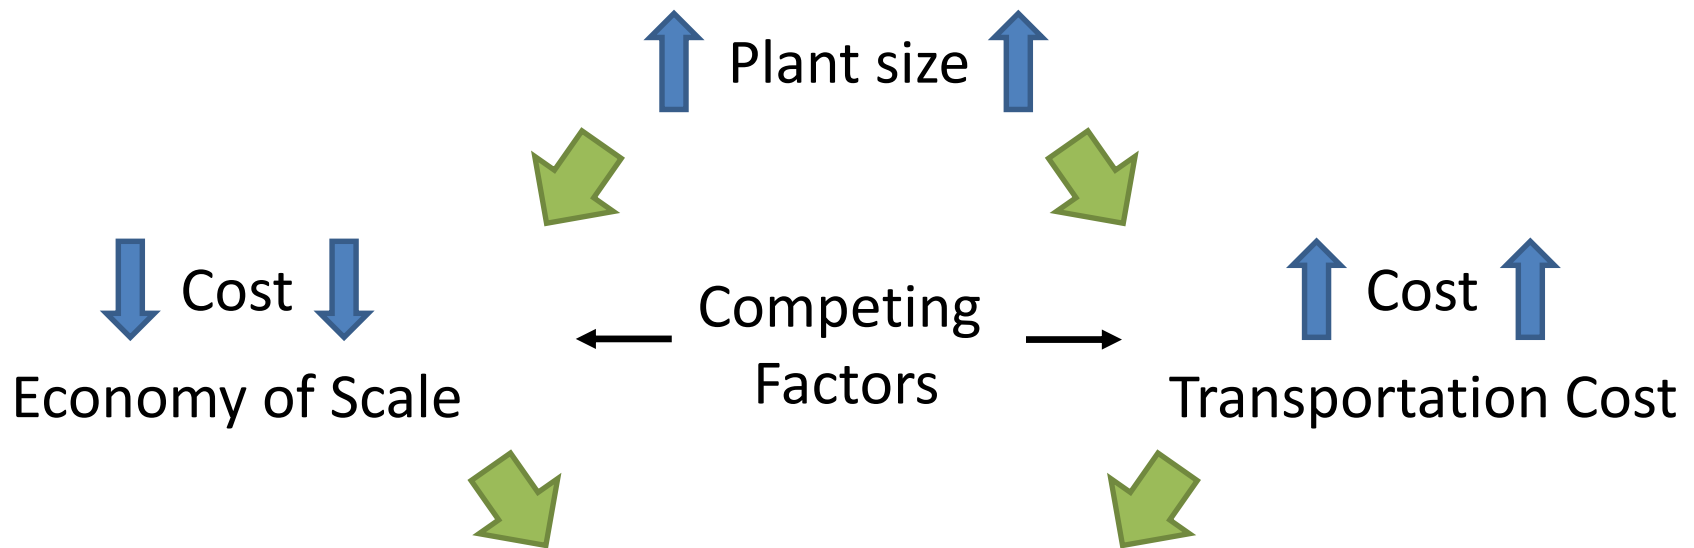 Plant size
Cost
Economy of Scale
Competing
Factors
Cost
Transportation Cost